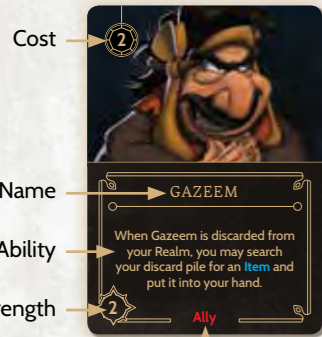 Cost
2
Name
GAZEEM
Ability
When Gazeem is discarded from
your Realm, you may search
your discard pile for an Item and
put it into your hand.
rength
2
Ally